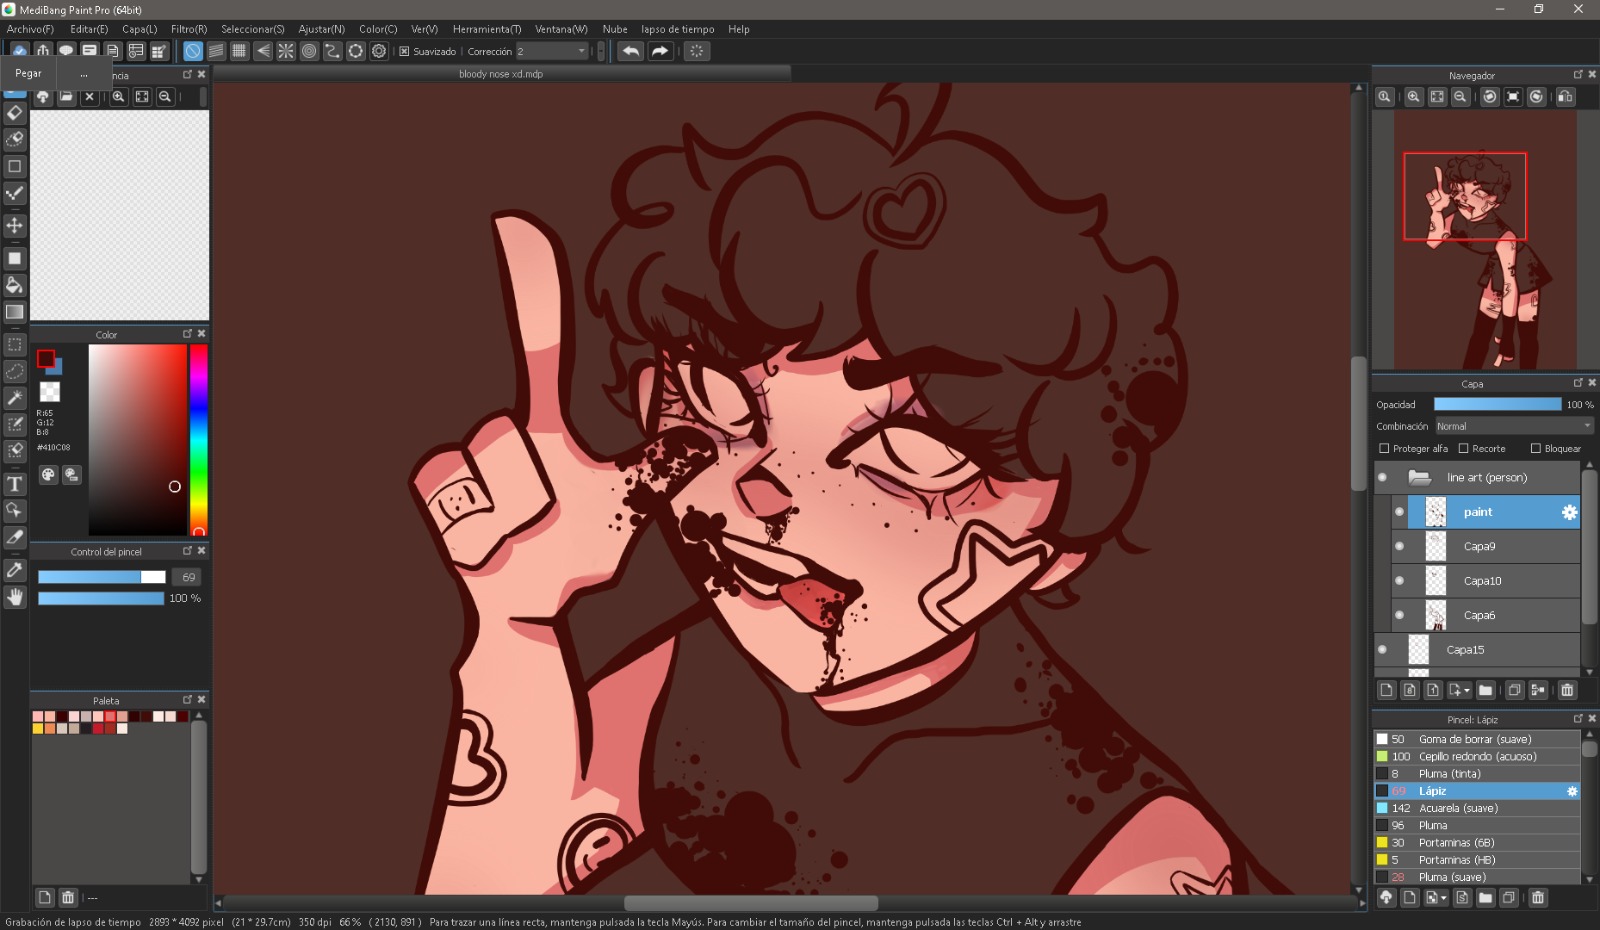 MediBang Paint Pro (64bit)
Archivo(F) Editar(E) Capa(L) Filtro(R) Seleccionar(S) Ajustar(N) Color(C) Ver(V) Herramienta(T) Ventana(W) Nube lapso de tiempo Help
Suavizado Corrección 2
Pegar ...
ncia
bloody nose xd.mdp
Navegador
Color
R:65
G:12
B:8
#410C08
Control del pincel
69
100 %
Paleta
---
Capa
Opacidad 100 %
Combinación Normal
Proteger alfa Recorte Bloquear
line art (person)
paint
Capa9
Capa10
Capa6
Capa15
Pincel: Lápiz
50 Goma de borrar (suave)
100 Cepillo redondo (acuoso)
8 Pluma (tinta)
69 Lápiz
142 Acuarela (suave)
96 Pluma
30 Portaminas (6B)
5 Portaminas (HB)
28 Pluma (suave)
Grabación de lapso de tiempo 2893 * 4092 pixel (21 * 29.7cm) 350 dpi 66 % ( 2130, 891 ) Para trazar una línea recta, mantenga pulsada la tecla Mayús. Para cambiar el tamaño del pincel, mantenga pulsada las teclas Ctrl + Alt y arrastre